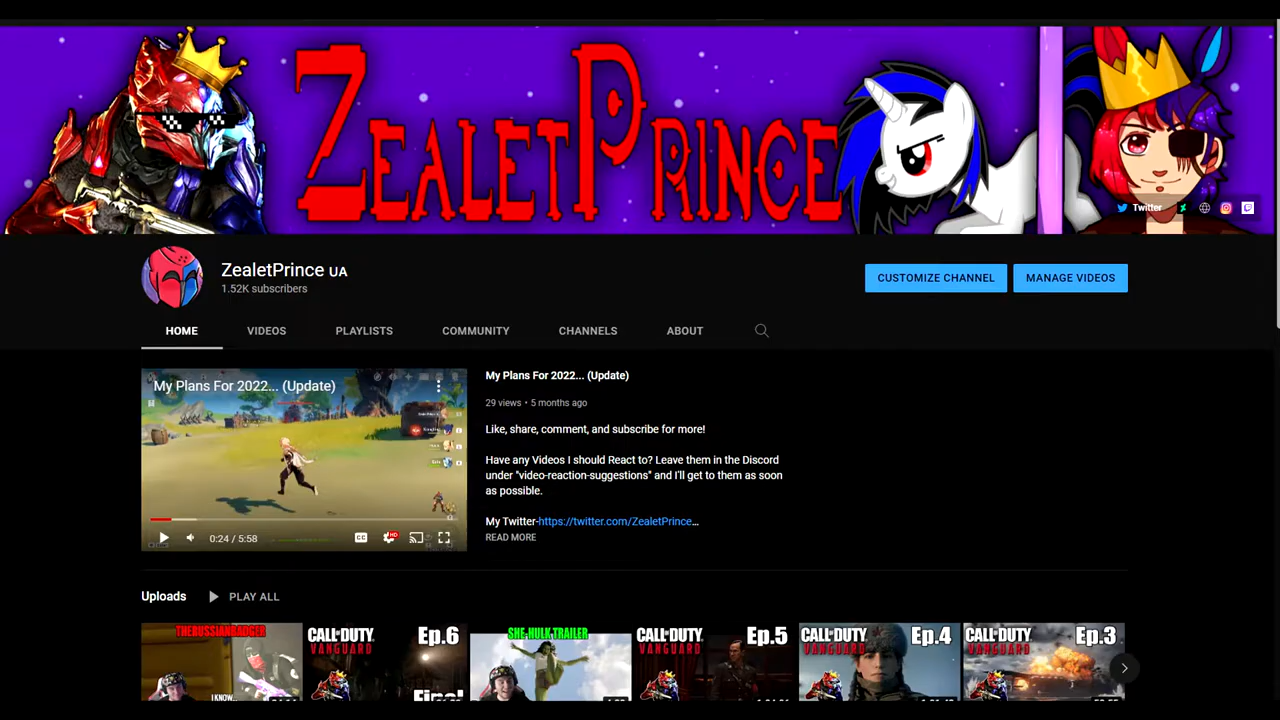 ZEALETPRINCE
Twitter
ZealetPrince UA
1.52K subscribers
CUSTOMIZE CHANNEL
MANAGE VIDEOS
HOME
VIDEOS
PLAYLISTS
COMMUNITY
CHANNELS
ABOUT
My Plans For 2022... (Update)
CC
HD
0:24 / 5:58
My Plans For 2022... (Update)
29 views • 5 months ago
Like, share, comment, and subscribe for more!
Have any Videos I should React to? Leave them in the Discord
under "video-reaction-suggestions" and I'll get to them as soon
as possible.
My Twitter-https://twitter.com/ZealetPrince...
READ MORE
Uploads
PLAY ALL
THERUSSIANBADGER
I KNOW...
CALL OF DUTY
VANGUARD
Ep.6
Final
SHE-HULK TRAILER
CALL OF DUTY
VANGUARD
Ep.5
CALL OF DUTY
VANGUARD
Ep.4
CALL OF DUTY
VANGUARD
Ep.3